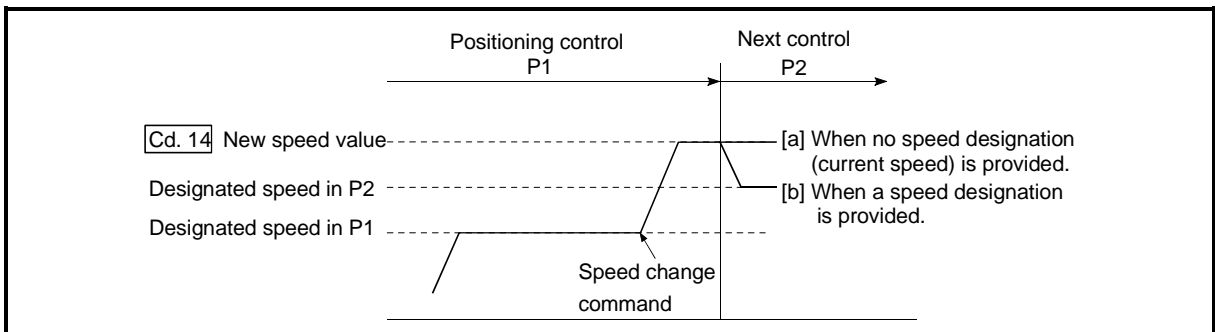 Positioning control
P1
Next control
P2
Cd. 14 New speed value
[a] When no speed designation
(current speed) is provided.
Designated speed in P2
[b] When a speed designation
is provided.
Designated speed in P1
Speed change
command